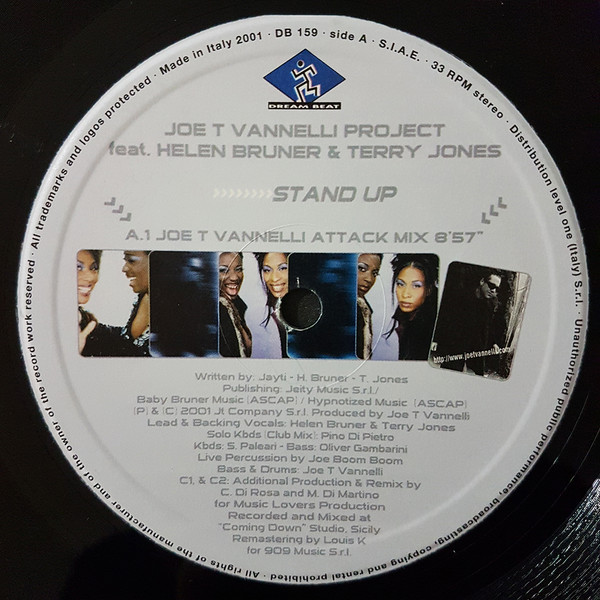 · Made in Italy 2001 · DB 159 · side A · S.I.A.E. · 33 RPM stereo · Distribution level one (Italy) S.r.l. · Unauthorized public performance, broadcasting, copying and rental prohibited · All rights of the manufacturer and of the owner of the record work reserved · All trademarks and logos protected
DREAM BEAT
JOE T VANNELLI PROJECT
feat. HELEN BRUNER & TERRY JONES
»»»»»STAND UP
A.1 JOE T VANNELLI ATTACK MIX 8'57"
http://www.joetvannelli.com
Written by: Jayti - H. Bruner - T. Jones
Publishing: Jeity Music S.r.l./
Baby Bruner Music (ASCAP) / Hypnotized Music (ASCAP)
(P) & (C) 2001 Jt Company S.r.l. Produced by Joe T Vannelli
Lead & Backing Vocals: Helen Bruner & Terry Jones
Solo Kbds (Club Mix): Pino Di Pietro
Kbds: S. Paleari - Bass: Oliver Gambarini
Live Percussion by Joe Boom Boom
Bass & Drums: Joe T Vannelli
C1, & C2: Additional Production & Remix by
C. Di Rosa and M. Di Martino
for Music Lovers Production
Recorded and Mixed at
"Coming Down" Studio, Sicily
Remastering by Louis K
for 909 Music S.r.l.